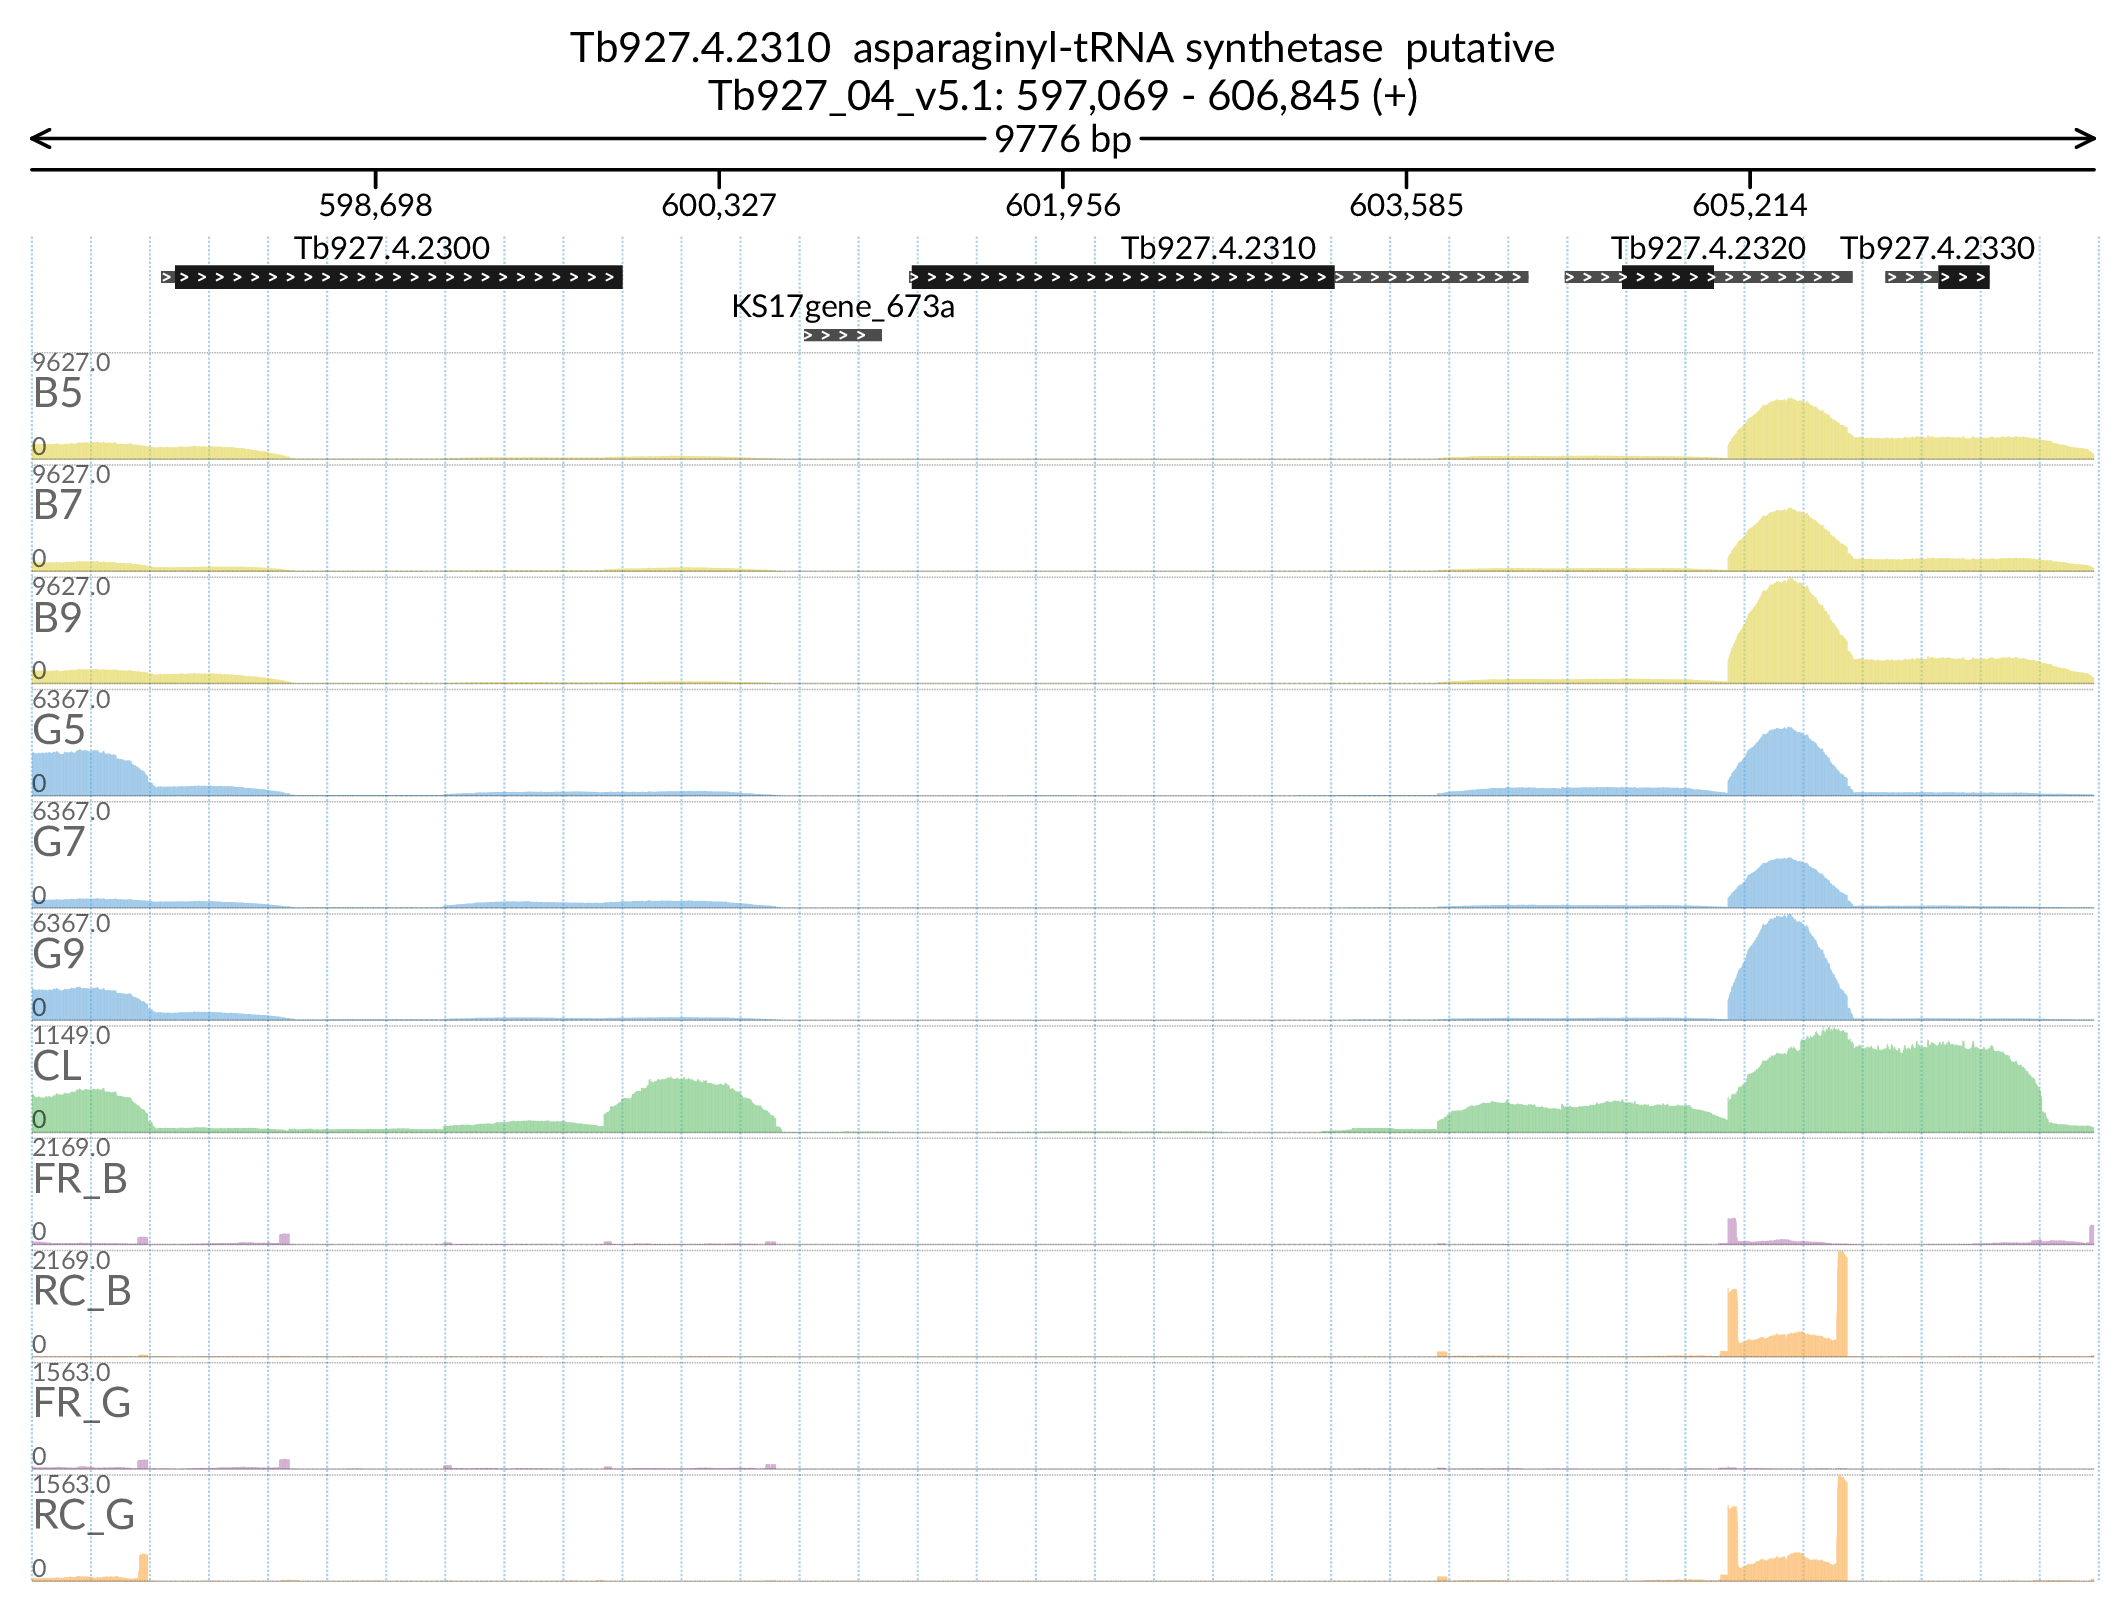 Tb927.4.2310 asparaginyl-tRNA synthetase putative
Tb927_04_v5.1: 597,069 - 606,845 (+)
9776 bp
598,698 600,327 601,956 603,585 605,214
Tb927.4.2300 Tb927.4.2310 Tb927.4.2320 Tb927.4.2330
KS17gene_673a
9627.0
B5
0
9627.0
B7
0
9627.0
B9
0
6367.0
G5
0
6367.0
G7
0
6367.0
G9
0
1149.0
CL
0
2169.0
FR_B
0
2169.0
RC_B
0
1563.0
FR_G
0
1563.0
RC_G
0